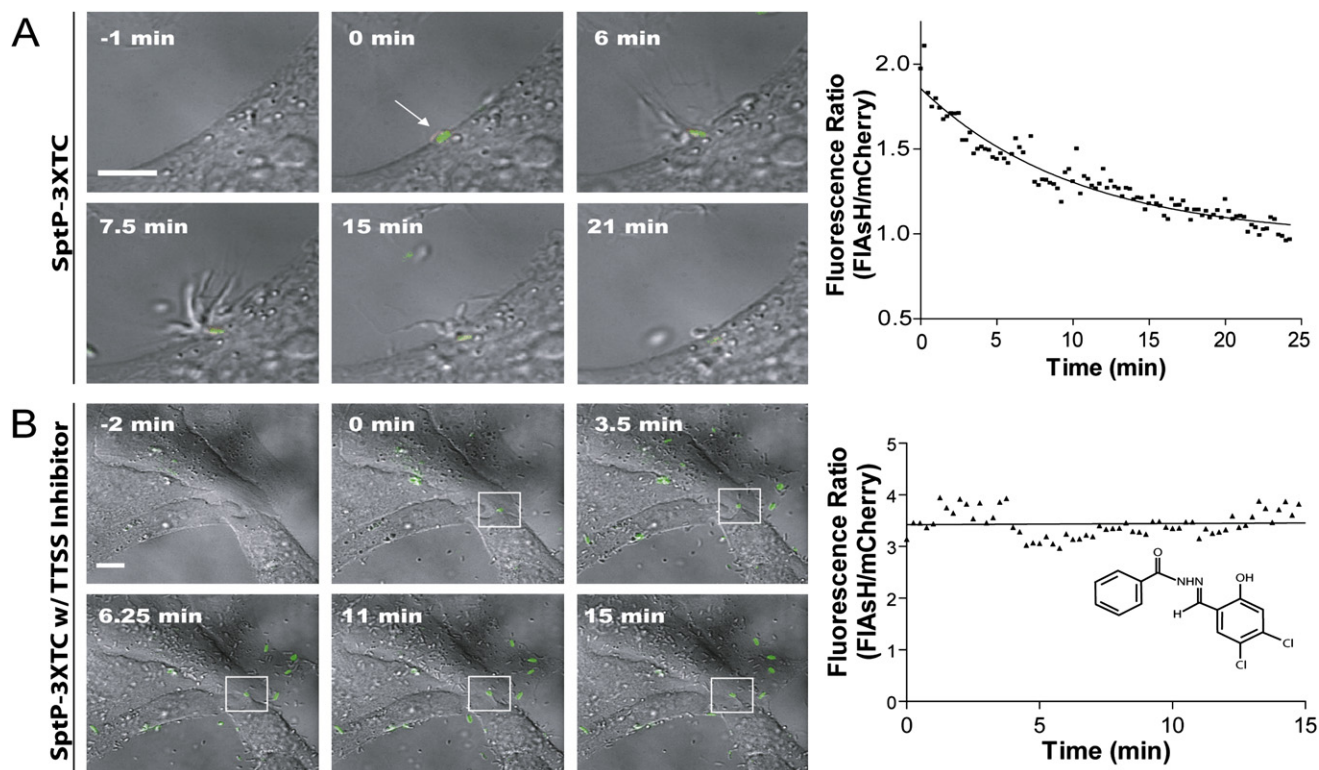 A
SptP-3XTC
-1 min
0 min
6 min
7.5 min
15 min
21 min
Fluorescence Ratio
(FlAsH/mCherry)
2.0
1.5
1.0
0.5
0
5
10
15
20
25
Time (min)
B
SptP-3XTC w/ TTSS Inhibitor
-2 min
0 min
3.5 min
6.25 min
11 min
15 min
Fluorescence Ratio
(FlAsH/mCherry)
5
4
3
2
1
0
O
NH
N
H
OH
Cl
Cl
0
5
10
15
Time (min)